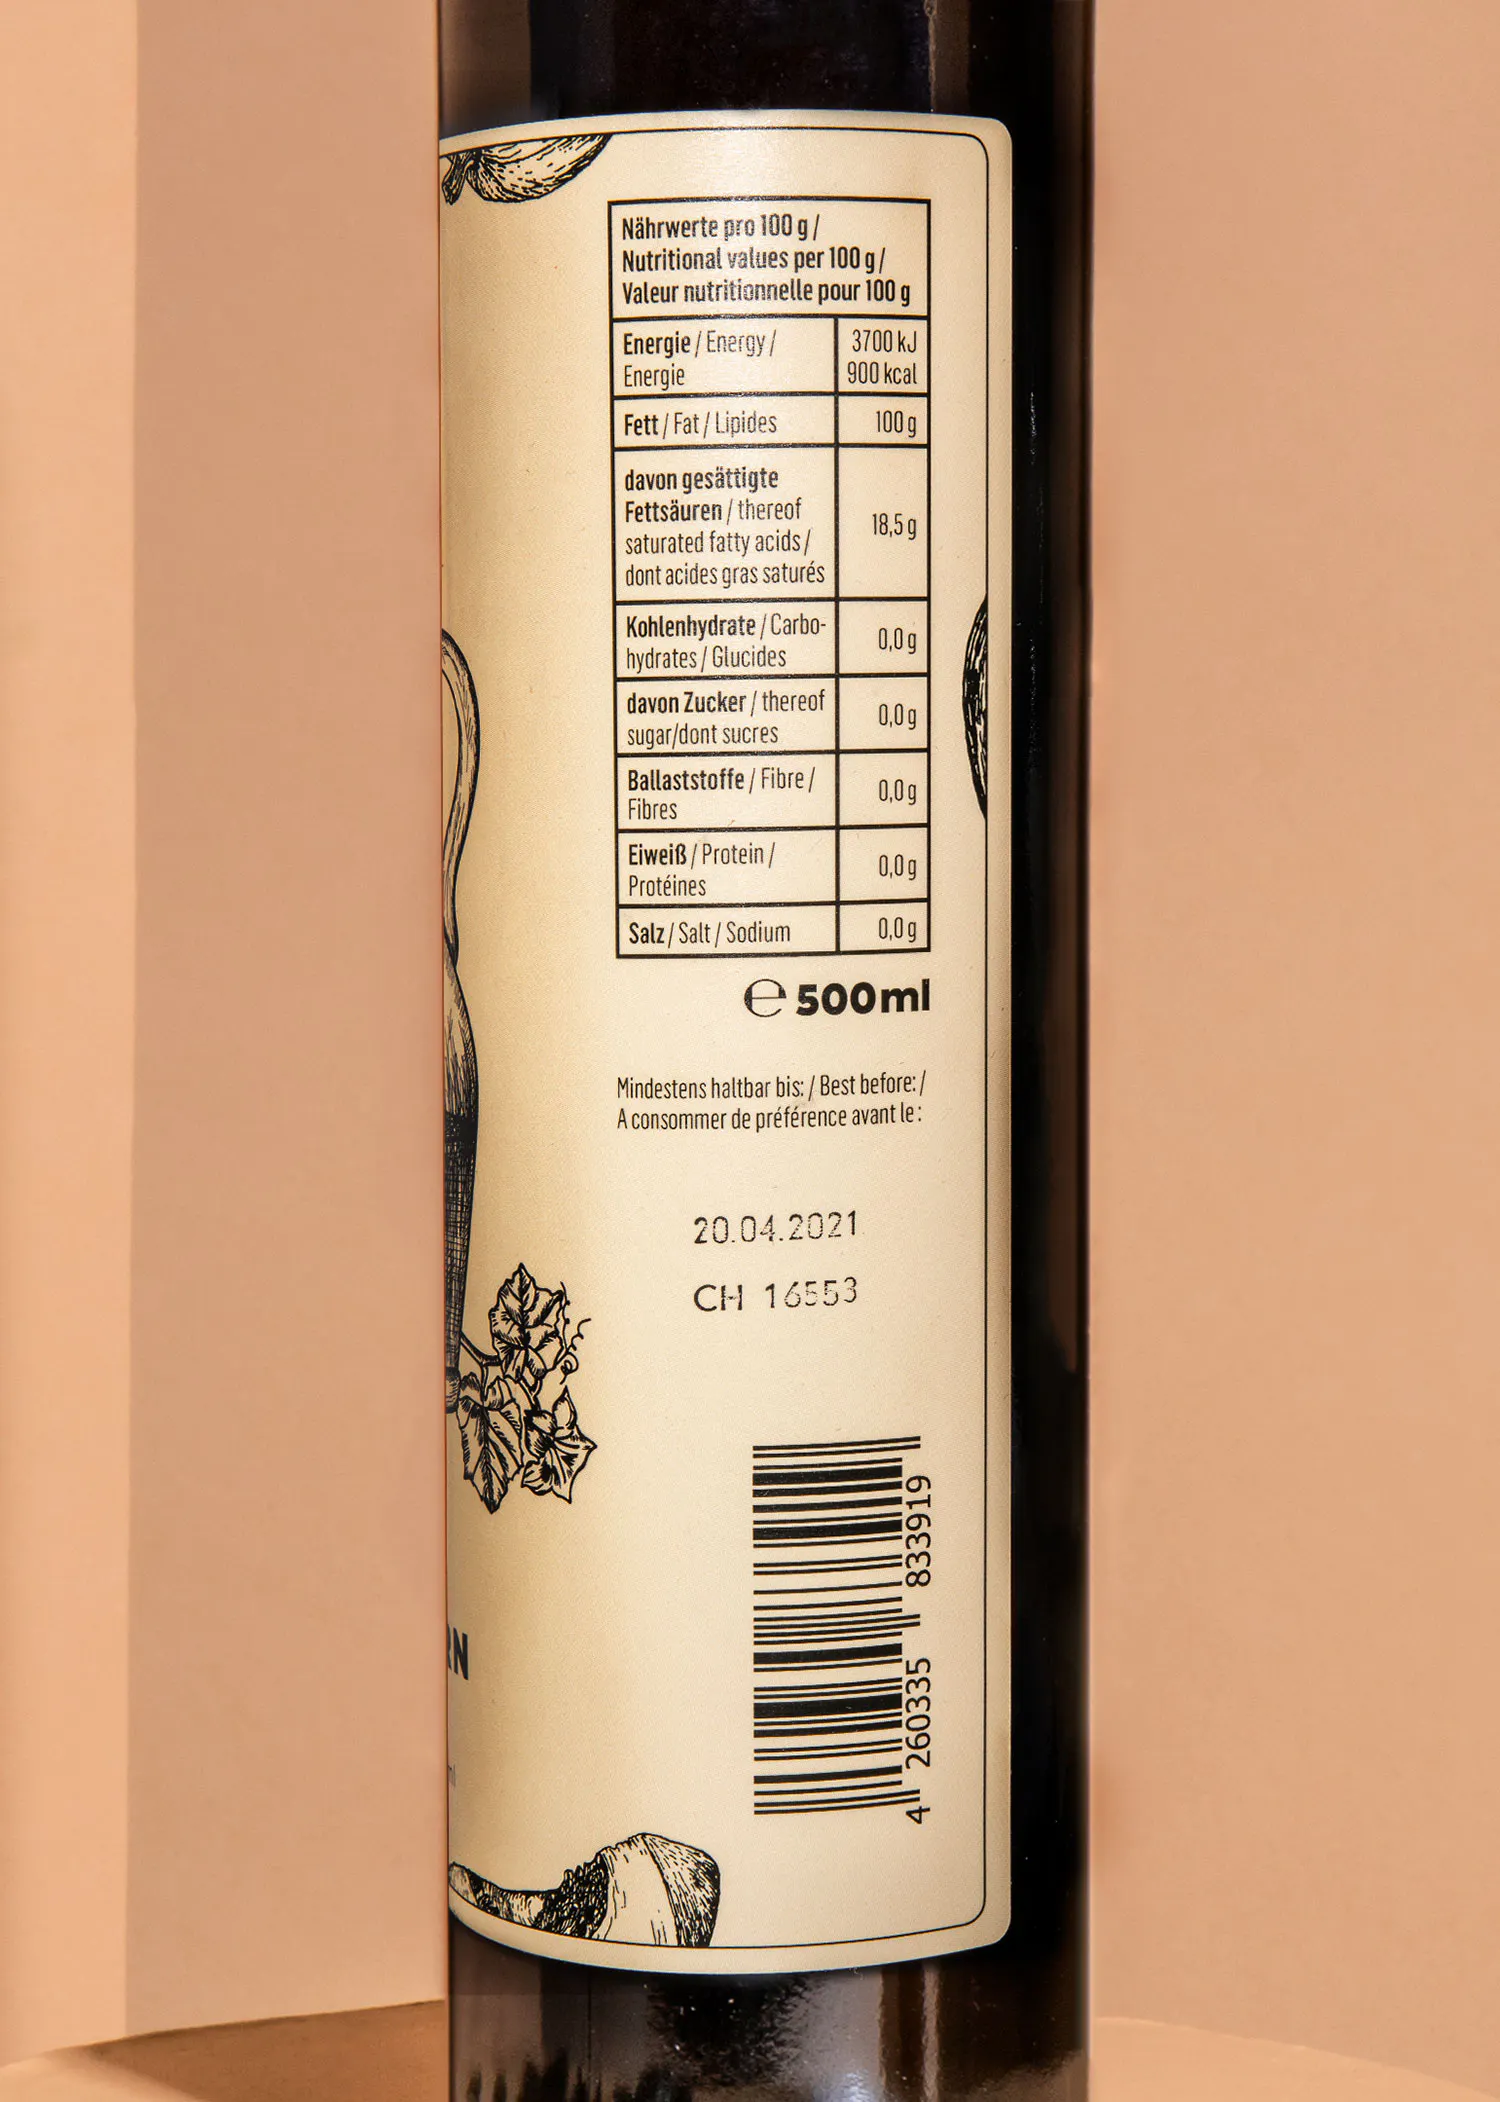 Nährwerte pro 100 g /
Nutritional values per 100 g /
Valeur nutritionnelle pour 100 g
Energie / Energy /
Energie
3700 kJ
900 kcal
Fett / Fat / Lipides
100 g
davon gesättigte
Fettsäuren / thereof
saturated fatty acids /
dont acides gras saturés
18,5 g
Kohlenhydrate / Carbo-
hydrates / Glucides
0,0 g
davon Zucker / thereof
sugar/dont sucres
0,0 g
Ballaststoffe / Fibre /
Fibres
0,0 g
Eiweiß / Protein /
Protéines
0,0 g
Salz / Salt / Sodium
0,0 g
℮ 500ml
Mindestens haltbar bis: / Best before: /
A consommer de préférence avant le :
20.04.2021
CH 16553
4 260335 833919
RN
ml